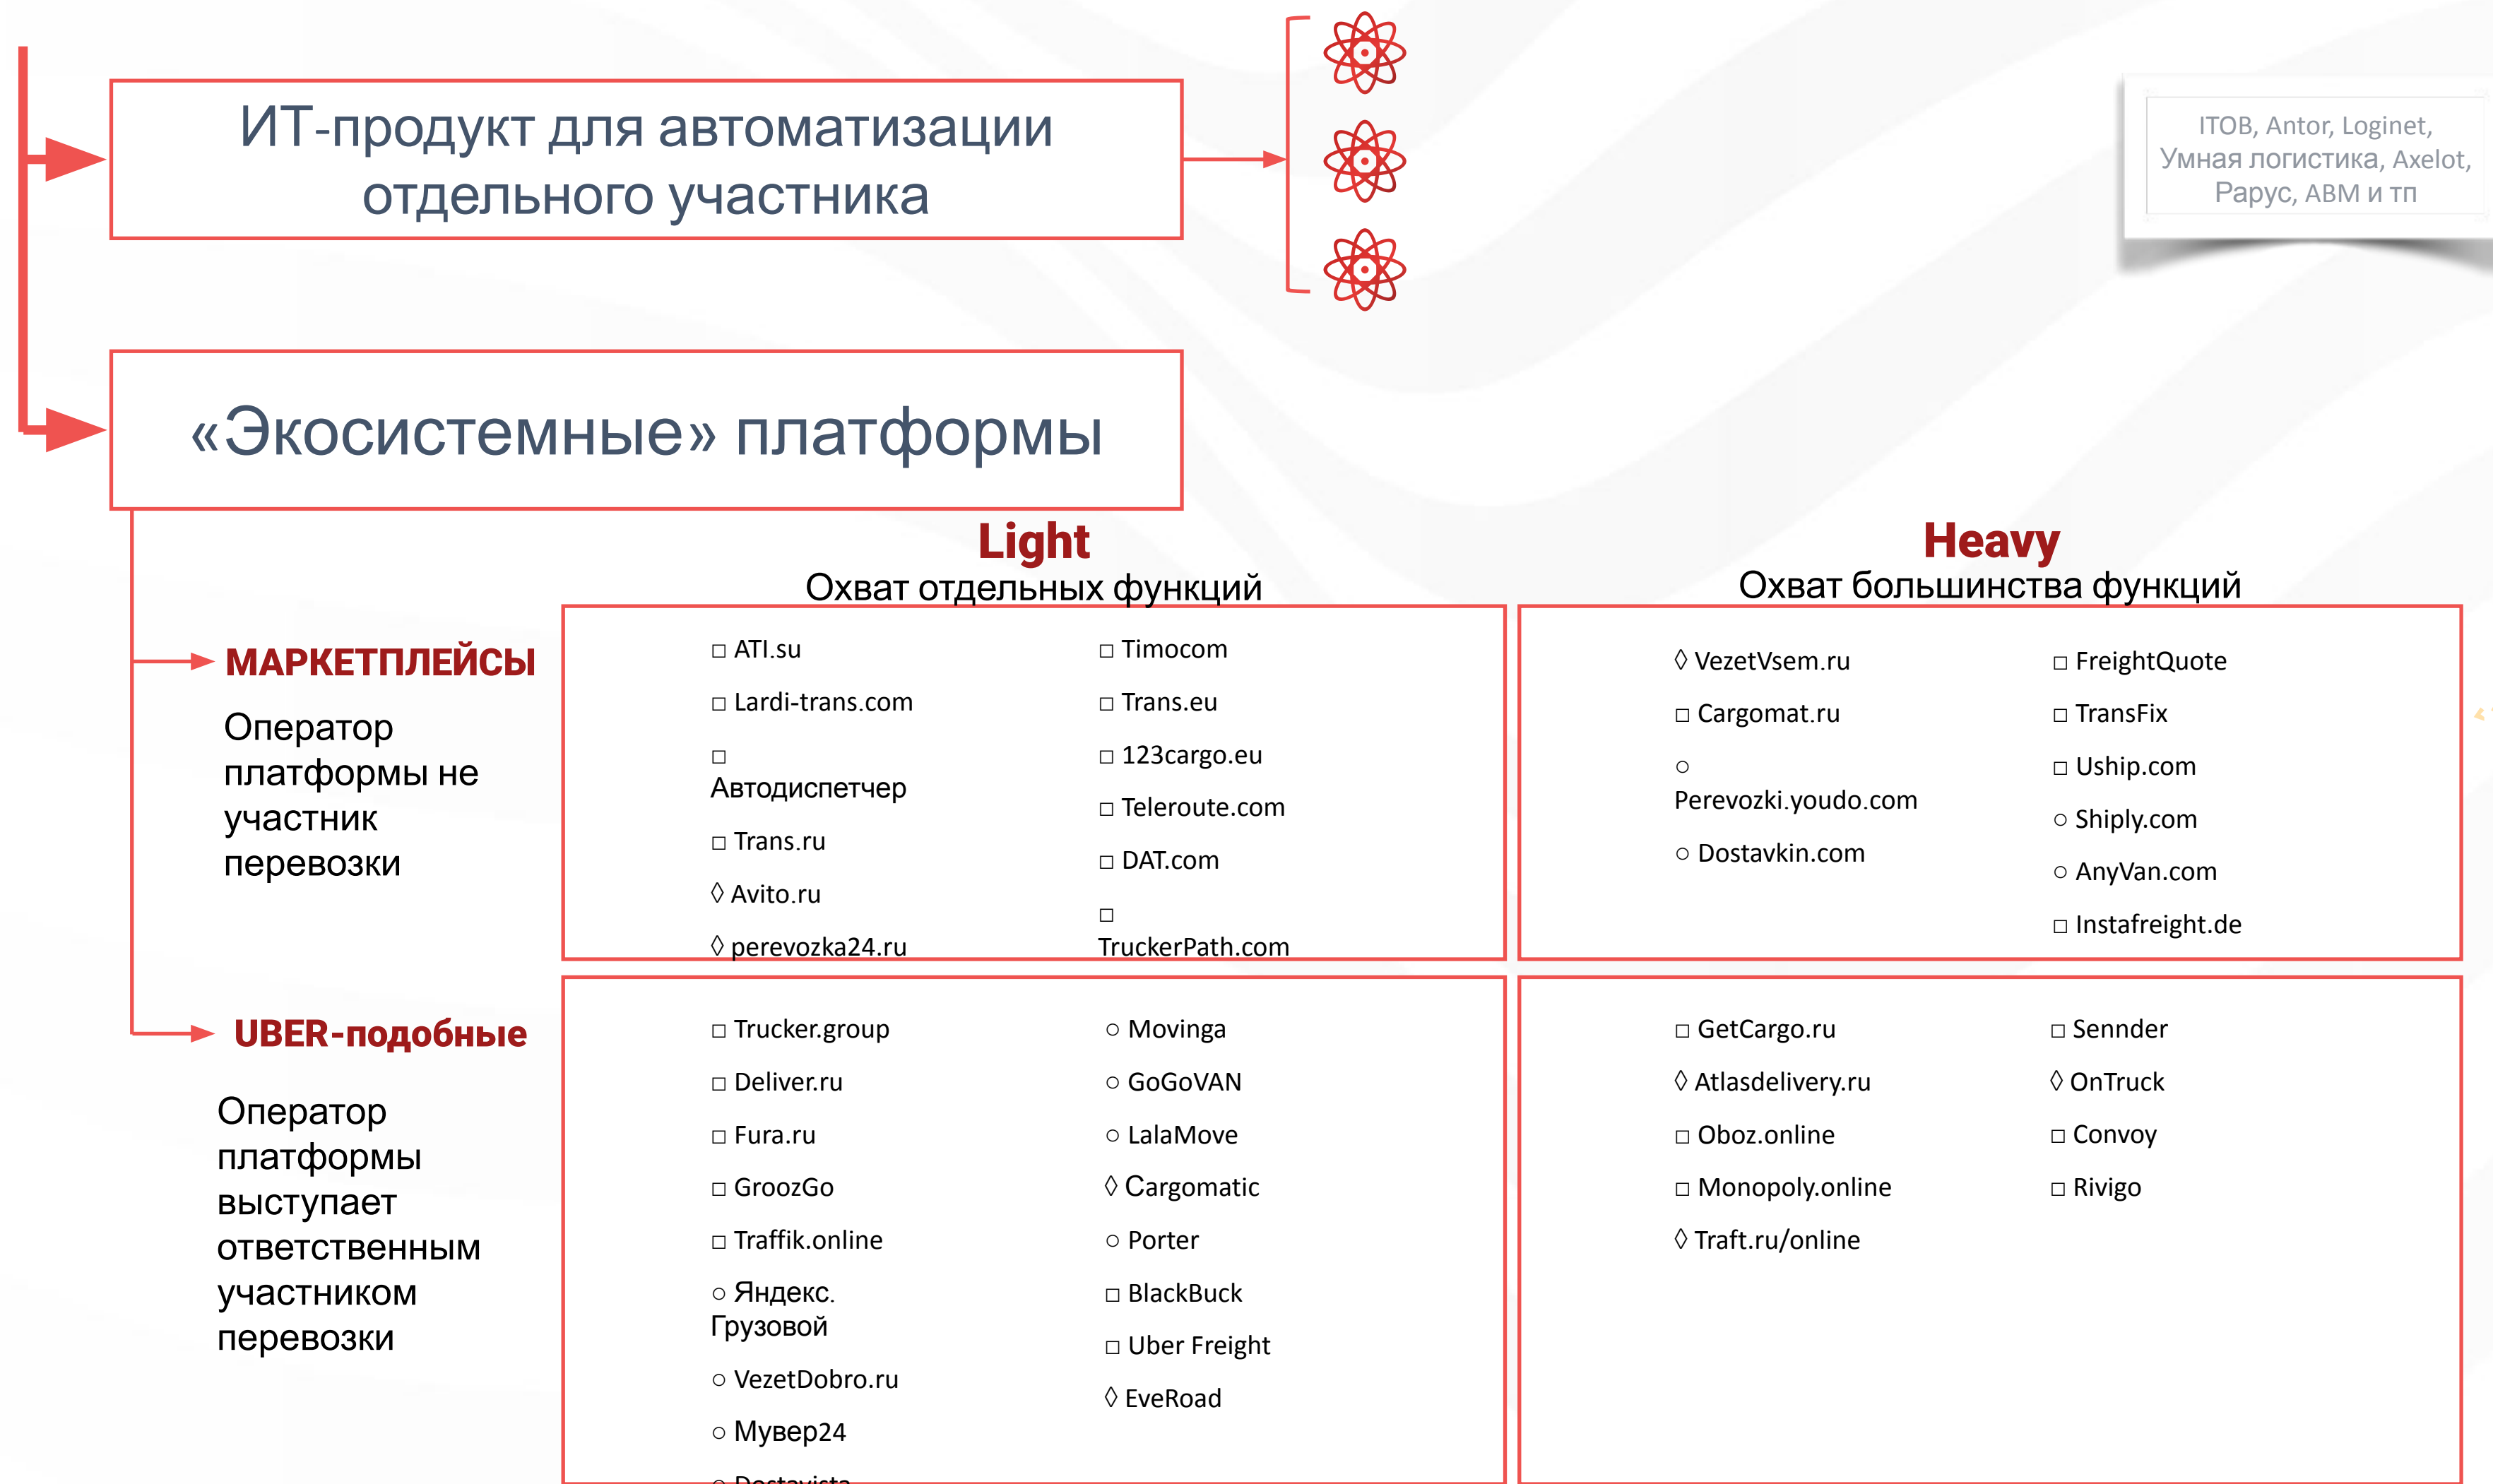 ИТ-продукт для автоматизации
отдельного участника
ITOB, Antor, Loginet,
Умная логистика, Axelot,
Рарус, ABM и тп
«Экосистемные» платформы
Light
Охват отдельных функций
Heavy
Охват большинства функций
МАРКЕТПЛЕЙСЫ
Оператор
платформы не
участник
перевозки
□ ATI.su
□ Lardi-trans.com
□
Автодиспетчер
□ Trans.ru
◊ Avito.ru
◊ perevozka24.ru
□ Timocom
□ Trans.eu
□ 123cargo.eu
□ Teleroute.com
□ DAT.com
□
TruckerPath.com
◊ VezetVsem.ru
□ Cargomat.ru
○
Perevozki.youdo.com
○ Dostavkin.com
□ FreightQuote
□ TransFix
□ Uship.com
○ Shiply.com
○ AnyVan.com
□ Instafreight.de
UBER-подобные
Оператор
платформы
выступает
ответственным
участником
перевозки
□ Trucker.group
□ Deliver.ru
□ Fura.ru
□ GroozGo
□ Traffik.online
○ Яндекс.
Грузовой
○ VezetDobro.ru
○ Мувер24
○ Dostavista
○ Movinga
○ GoGoVAN
○ LalaMove
◊ Cargomatic
○ Porter
□ BlackBuck
□ Uber Freight
◊ EveRoad
□ GetCargo.ru
◊ Atlasdelivery.ru
□ Oboz.online
□ Monopoly.online
◊ Traft.ru/online
□ Sennder
◊ OnTruck
□ Convoy
□ Rivigo